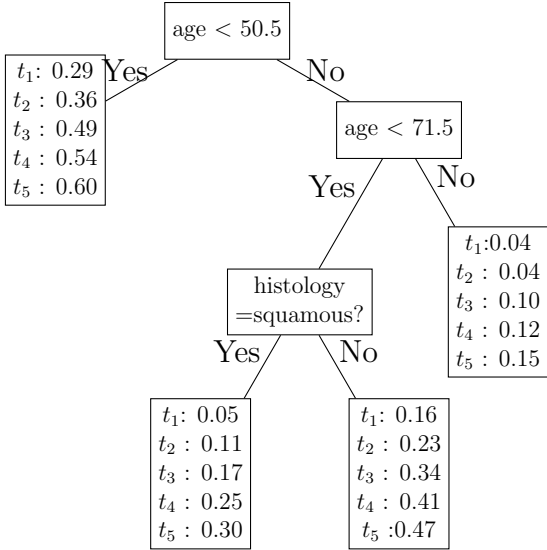 age < 50.5
Yes
No
t₁: 0.29
t₂ : 0.36
t₃ : 0.49
t₄ : 0.54
t₅ : 0.60
age < 71.5
Yes
No
t₁:0.04
t₂ : 0.04
t₃ : 0.10
t₄ : 0.12
t₅ : 0.15
histology
=squamous?
Yes
No
t₁: 0.05
t₂ : 0.11
t₃ : 0.17
t₄ : 0.25
t₅ : 0.30
t₁: 0.16
t₂ : 0.23
t₃ : 0.34
t₄ : 0.41
t₅ :0.47